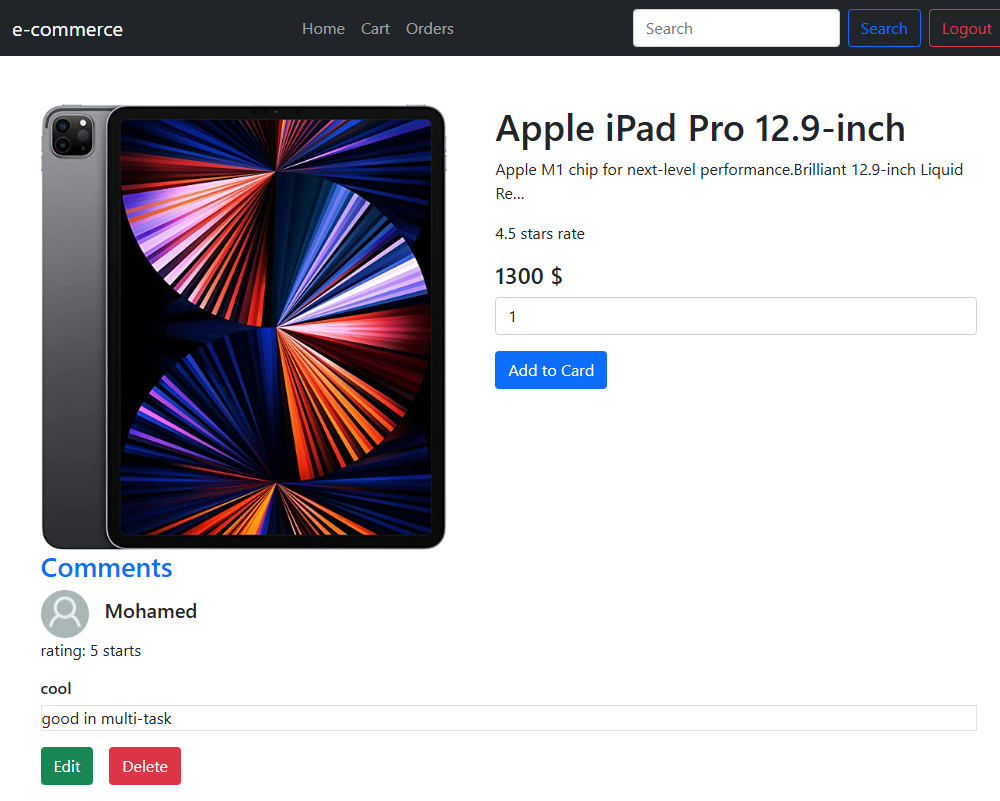 e-commerce
Home Cart Orders
Search
Search
Logout
Apple iPad Pro 12.9-inch
Apple M1 chip for next-level performance.Brilliant 12.9-inch Liquid
Re...
4.5 stars rate
1300 $
1
Add to Card
Comments
Mohamed
rating: 5 starts
cool
good in multi-task
Edit
Delete